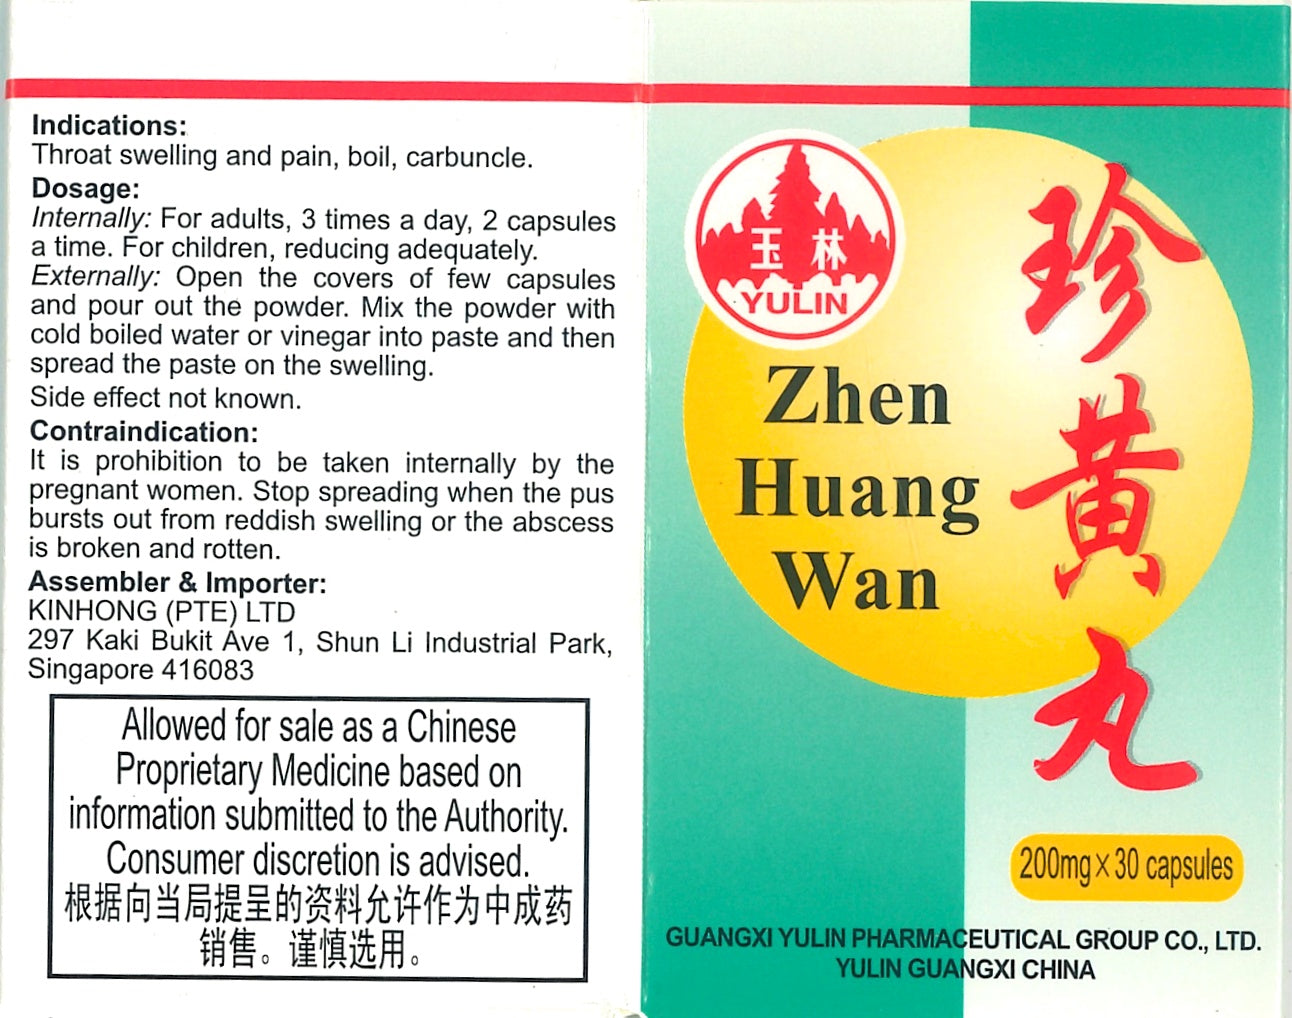 Indications:
Throat swelling and pain, boil, carbuncle.
Dosage:
Internally: For adults, 3 times a day, 2 capsules
a time. For children, reducing adequately.
Externally: Open the covers of few capsules
and pour out the powder. Mix the powder with
cold boiled water or vinegar into paste and then
spread the paste on the swelling.
Side effect not known.
Contraindication:
It is prohibition to be taken internally by the
pregnant women. Stop spreading when the pus
bursts out from reddish swelling or the abscess
is broken and rotten.
Assembler & Importer:
KINHONG (PTE) LTD
297 Kaki Bukit Ave 1, Shun Li Industrial Park,
Singapore 416083
Allowed for sale as a Chinese
Proprietary Medicine based on
information submitted to the Authority.
Consumer discretion is advised.
根据向当局提呈的资料允许作为中成药
销售。谨慎选用。
玉林
YULIN
Zhen
Huang
Wan
珍黄丸
200mg x 30 capsules
GUANGXI YULIN PHARMACEUTICAL GROUP CO., LTD.
YULIN GUANGXI CHINA